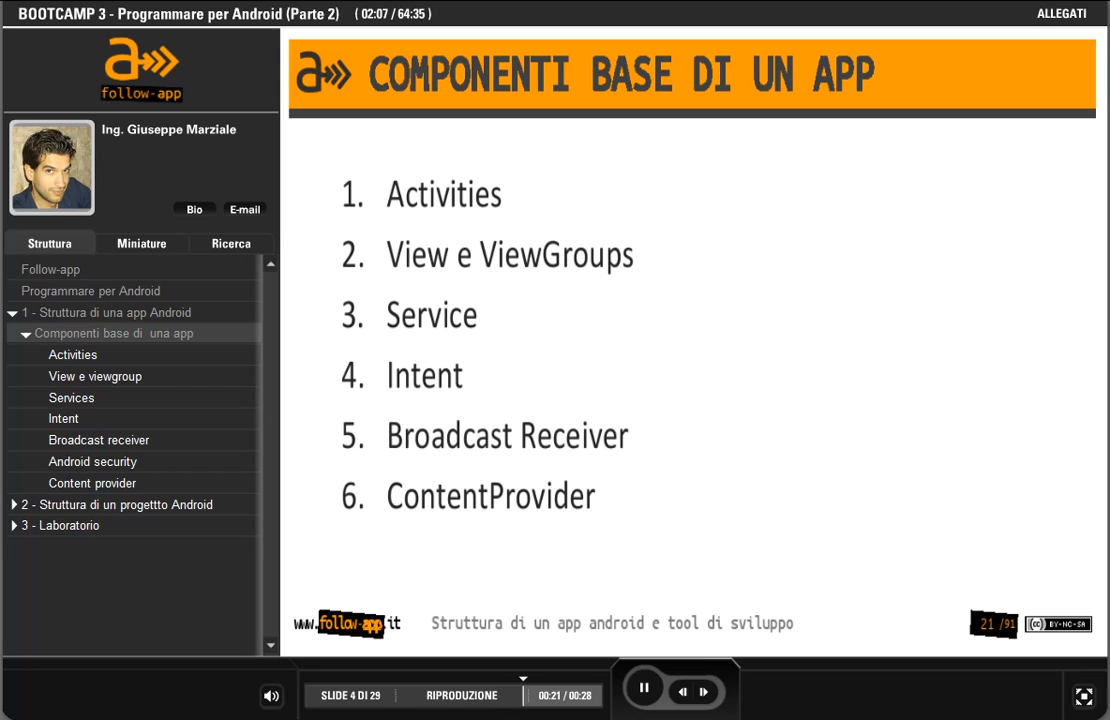 BOOTCAMP 3 - Programmare per Android (Parte 2) ( 02:07 / 64:35 )
ALLEGATI
a
follow-app
Ing. Giuseppe Marziale
Bio
E-mail
Struttura
Miniature
Ricerca
Follow-app
Programmare per Android
1 - Struttura di una app Android
Componenti base di una app
Activities
View e viewgroup
Services
Intent
Broadcast receiver
Android security
Content provider
2 - Struttura di un progettto Android
3 - Laboratorio
a COMPONENTI BASE DI UN APP
1. Activities
2. View e ViewGroups
3. Service
4. Intent
5. Broadcast Receiver
6. ContentProvider
www.follow-app.it
Struttura di un app android e tool di sviluppo
21 /91
(cc) BY-NC-SA
SLIDE 4 DI 29
RIPRODUZIONE
00:21 / 00:28